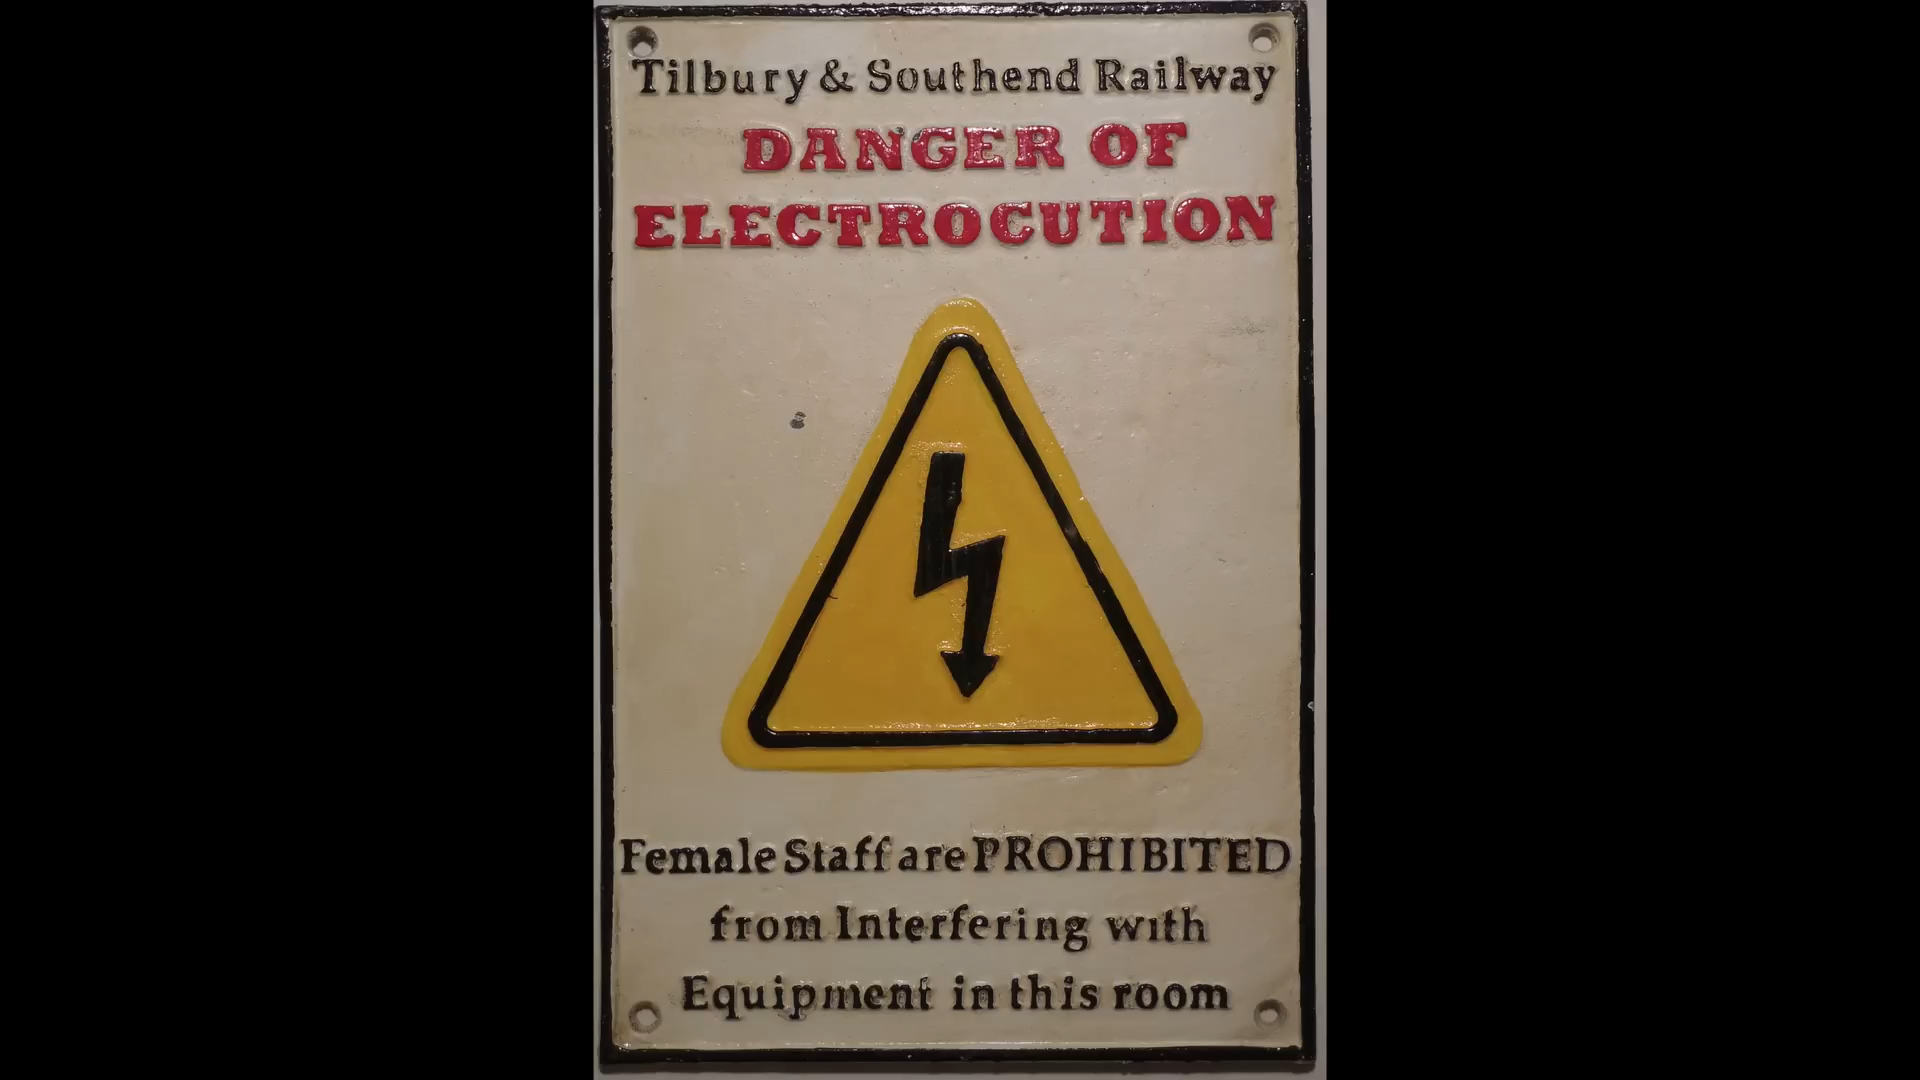 Tilbury & Southend Railway
DANGER OF
ELECTROCUTION
Female Staff are PROHIBITED
from Interfering with
Equipment in this room